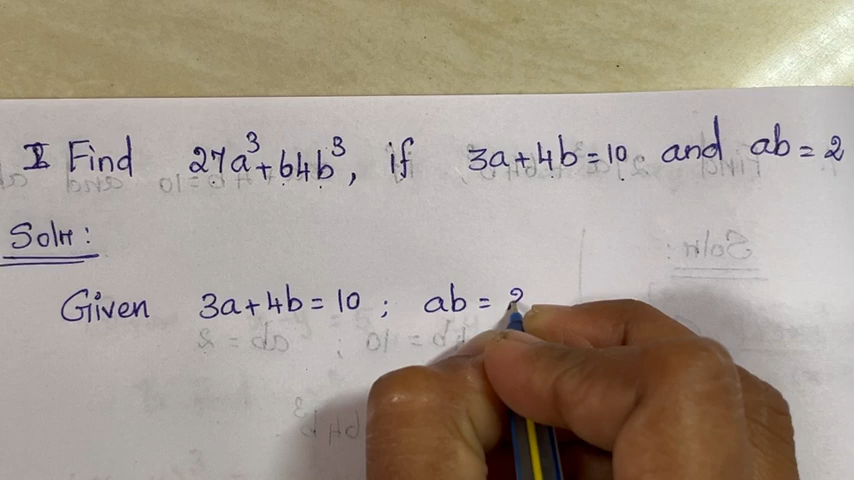 I Find 27a³+64b³, if 3a+4b=10 and ab=2
Soln:
Given 3a+4b=10; ab=2